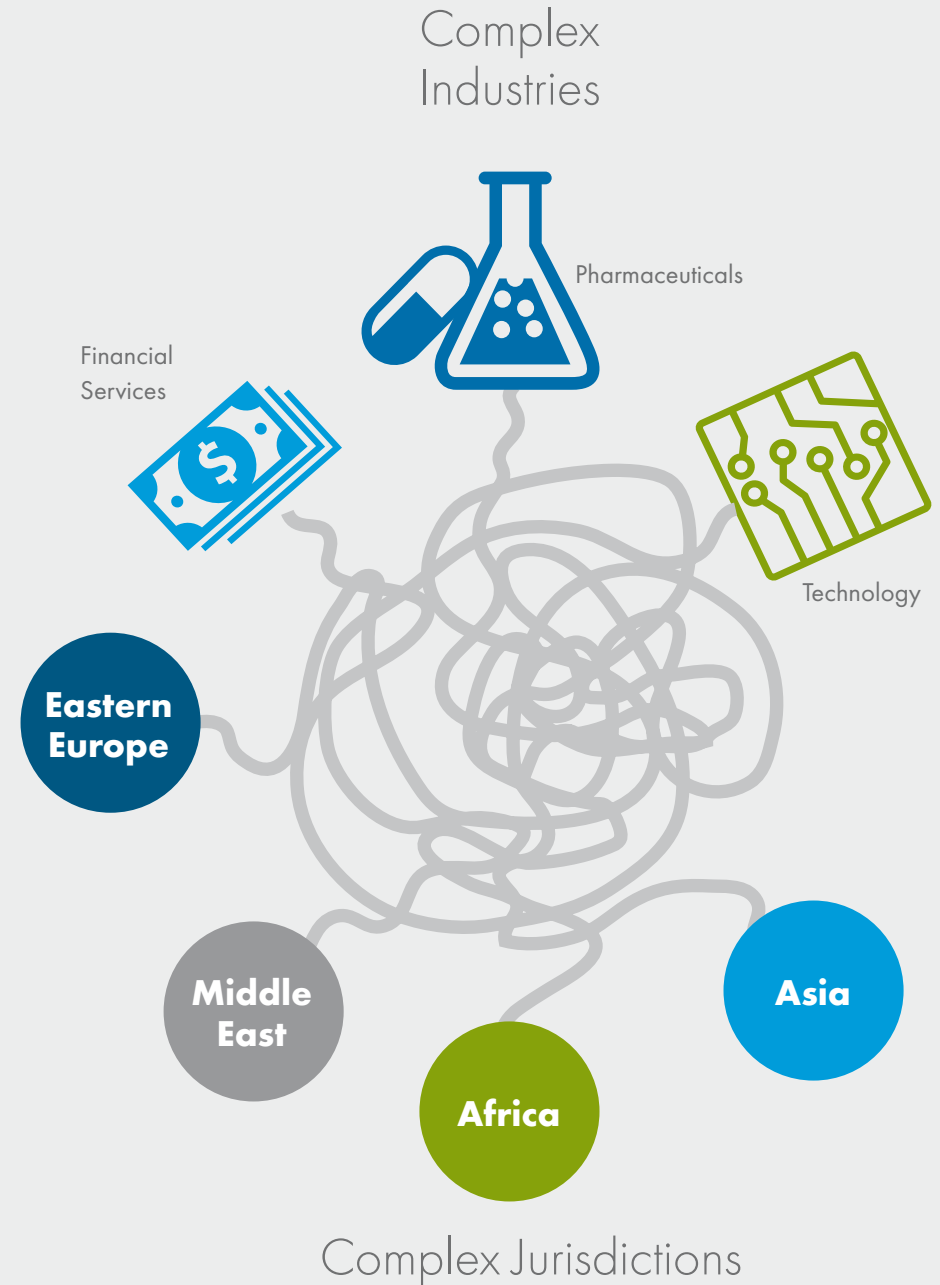 Complex
Industries
Pharmaceuticals
Financial
Services
$
Technology
Eastern
Europe
Middle
East
Asia
Africa
Complex Jurisdictions